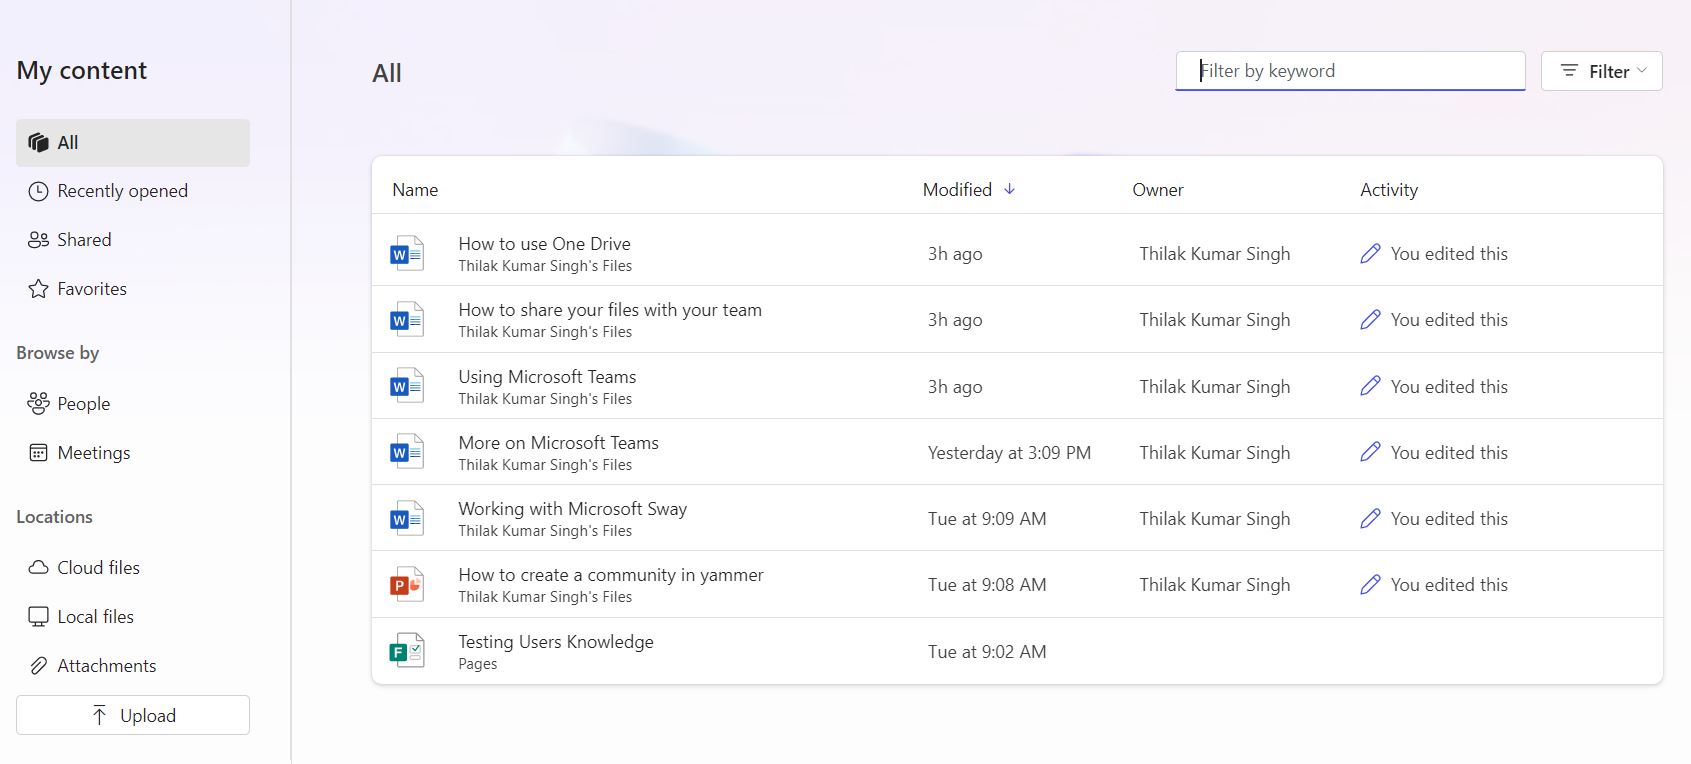 My content
All
Recently opened
Shared
Favorites
Browse by
People
Meetings
Locations
Cloud files
Local files
Attachments
Upload
All
Filter by keyword
Filter
Name Modified Owner Activity
W How to use One Drive 3h ago Thilak Kumar Singh You edited this
Thilak Kumar Singh's Files
W How to share your files with your team 3h ago Thilak Kumar Singh You edited this
Thilak Kumar Singh's Files
W Using Microsoft Teams 3h ago Thilak Kumar Singh You edited this
Thilak Kumar Singh's Files
W More on Microsoft Teams Yesterday at 3:09 PM Thilak Kumar Singh You edited this
Thilak Kumar Singh's Files
W Working with Microsoft Sway Tue at 9:09 AM Thilak Kumar Singh You edited this
Thilak Kumar Singh's Files
P How to create a community in yammer Tue at 9:08 AM Thilak Kumar Singh You edited this
Thilak Kumar Singh's Files
F Testing Users Knowledge Tue at 9:02 AM
Pages